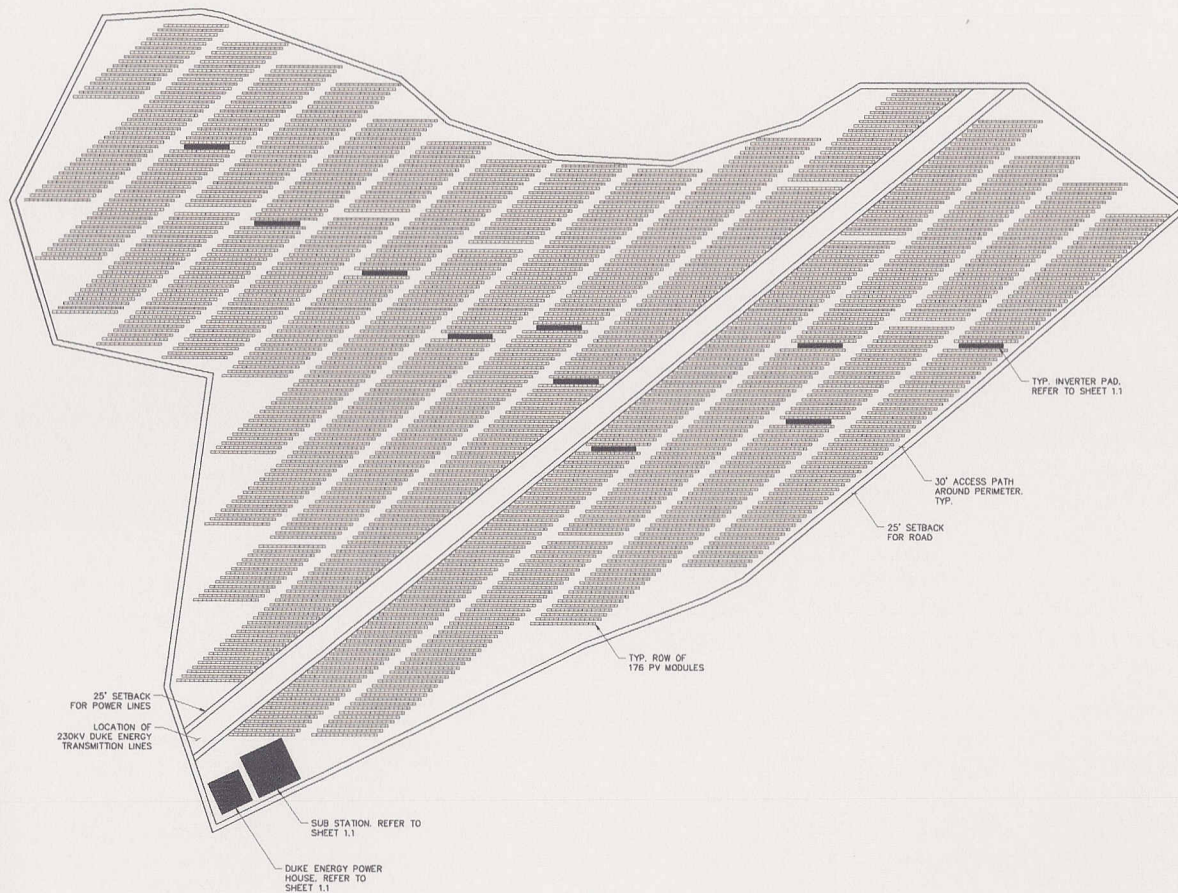 TYP. INVERTER PAD,
REFER TO SHEET 1.1
30' ACCESS PATH
AROUND PERIMETER,
TYP.
25' SETBACK
FOR ROAD
TYP. ROW OF
176 PV MODULES
25' SETBACK
FOR POWER LINES
LOCATION OF
230KV DUKE ENERGY
TRANSMITTION LINES
SUB STATION. REFER TO
SHEET 1.1
DUKE ENERGY POWER
HOUSE, REFER TO
SHEET 1.1